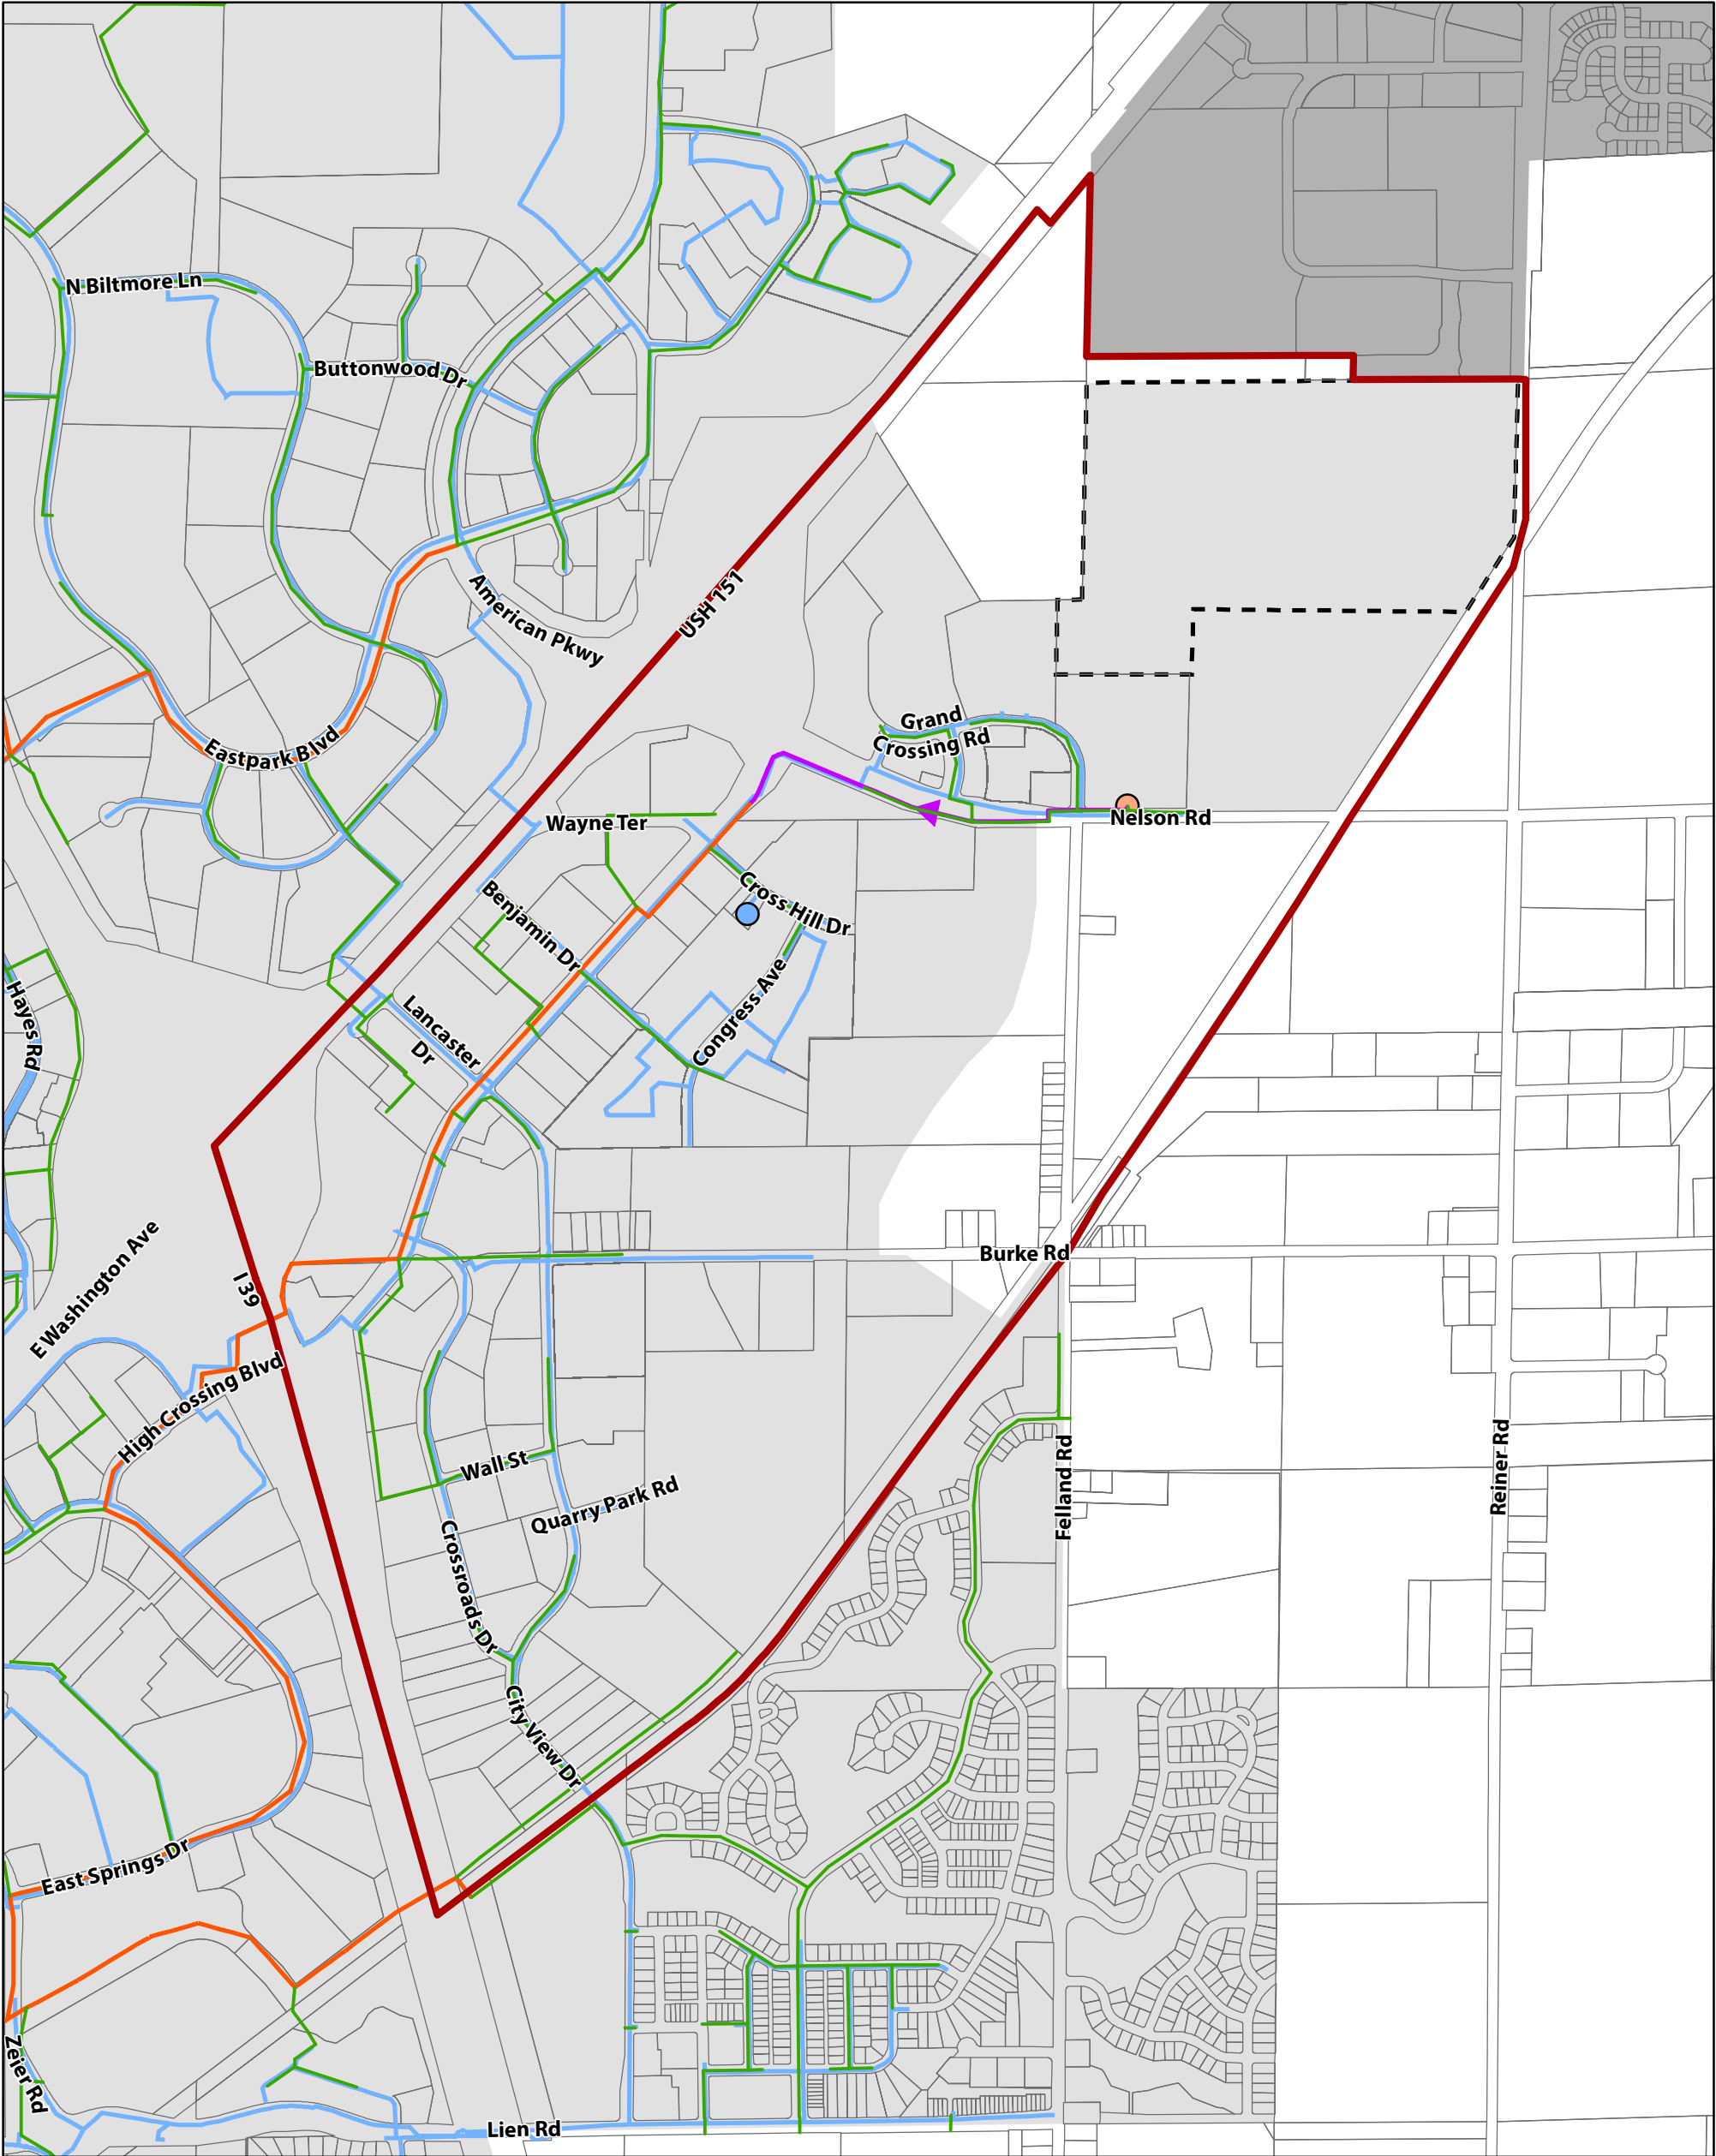 N Biltmore Ln
Buttonwood Dr
American Pkwy
USH 151
Eastpark Blvd
Grand
Crossing Rd
Nelson Rd
Wayne Ter
Cross Hill Dr
Benjamin Dr
Congress Ave
Lancaster
Dr
Hayes Rd
E Washington Ave
I 39
Burke Rd
High Crossing Blvd
Wall St
Quarry Park Rd
Felland Rd
Reiner Rd
Crossroads Dr
City View Dr
East Springs Dr
Zeier Rd
Lien Rd